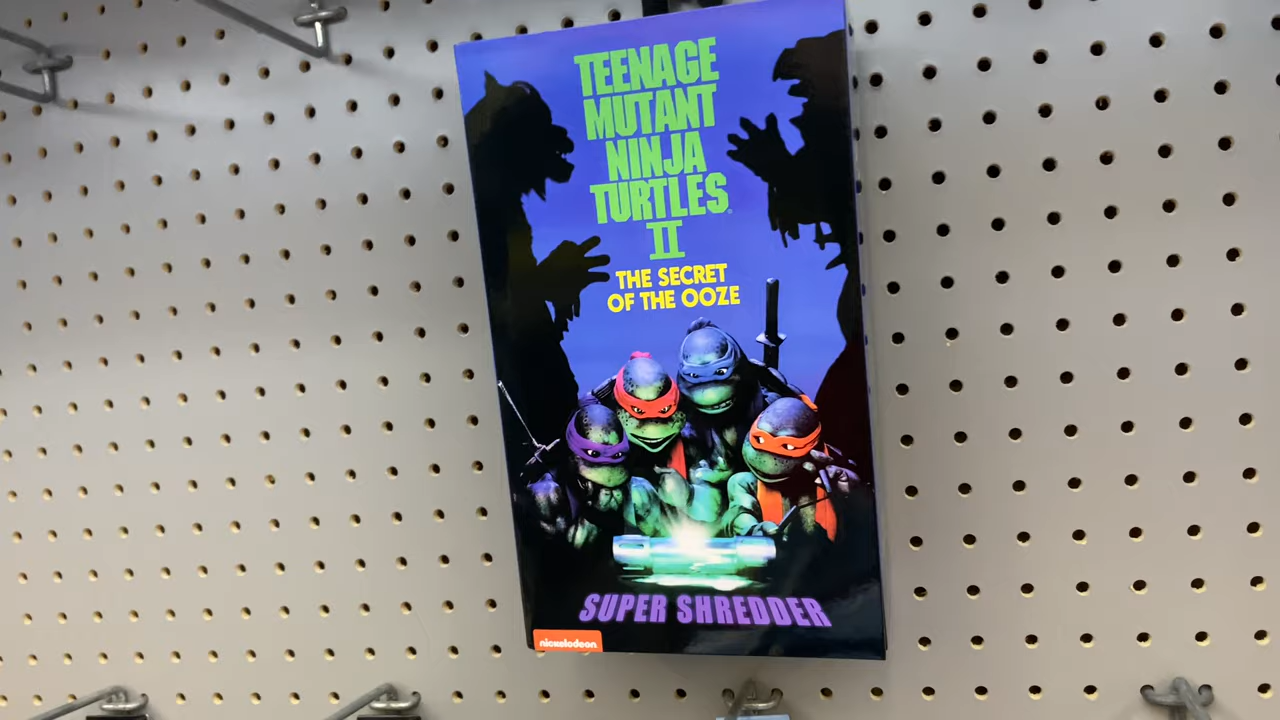 TEENAGE
MUTANT
NINJA
TURTLES
II
THE SECRET
OF THE OOZE
SUPER SHREDDER
nickelodeon